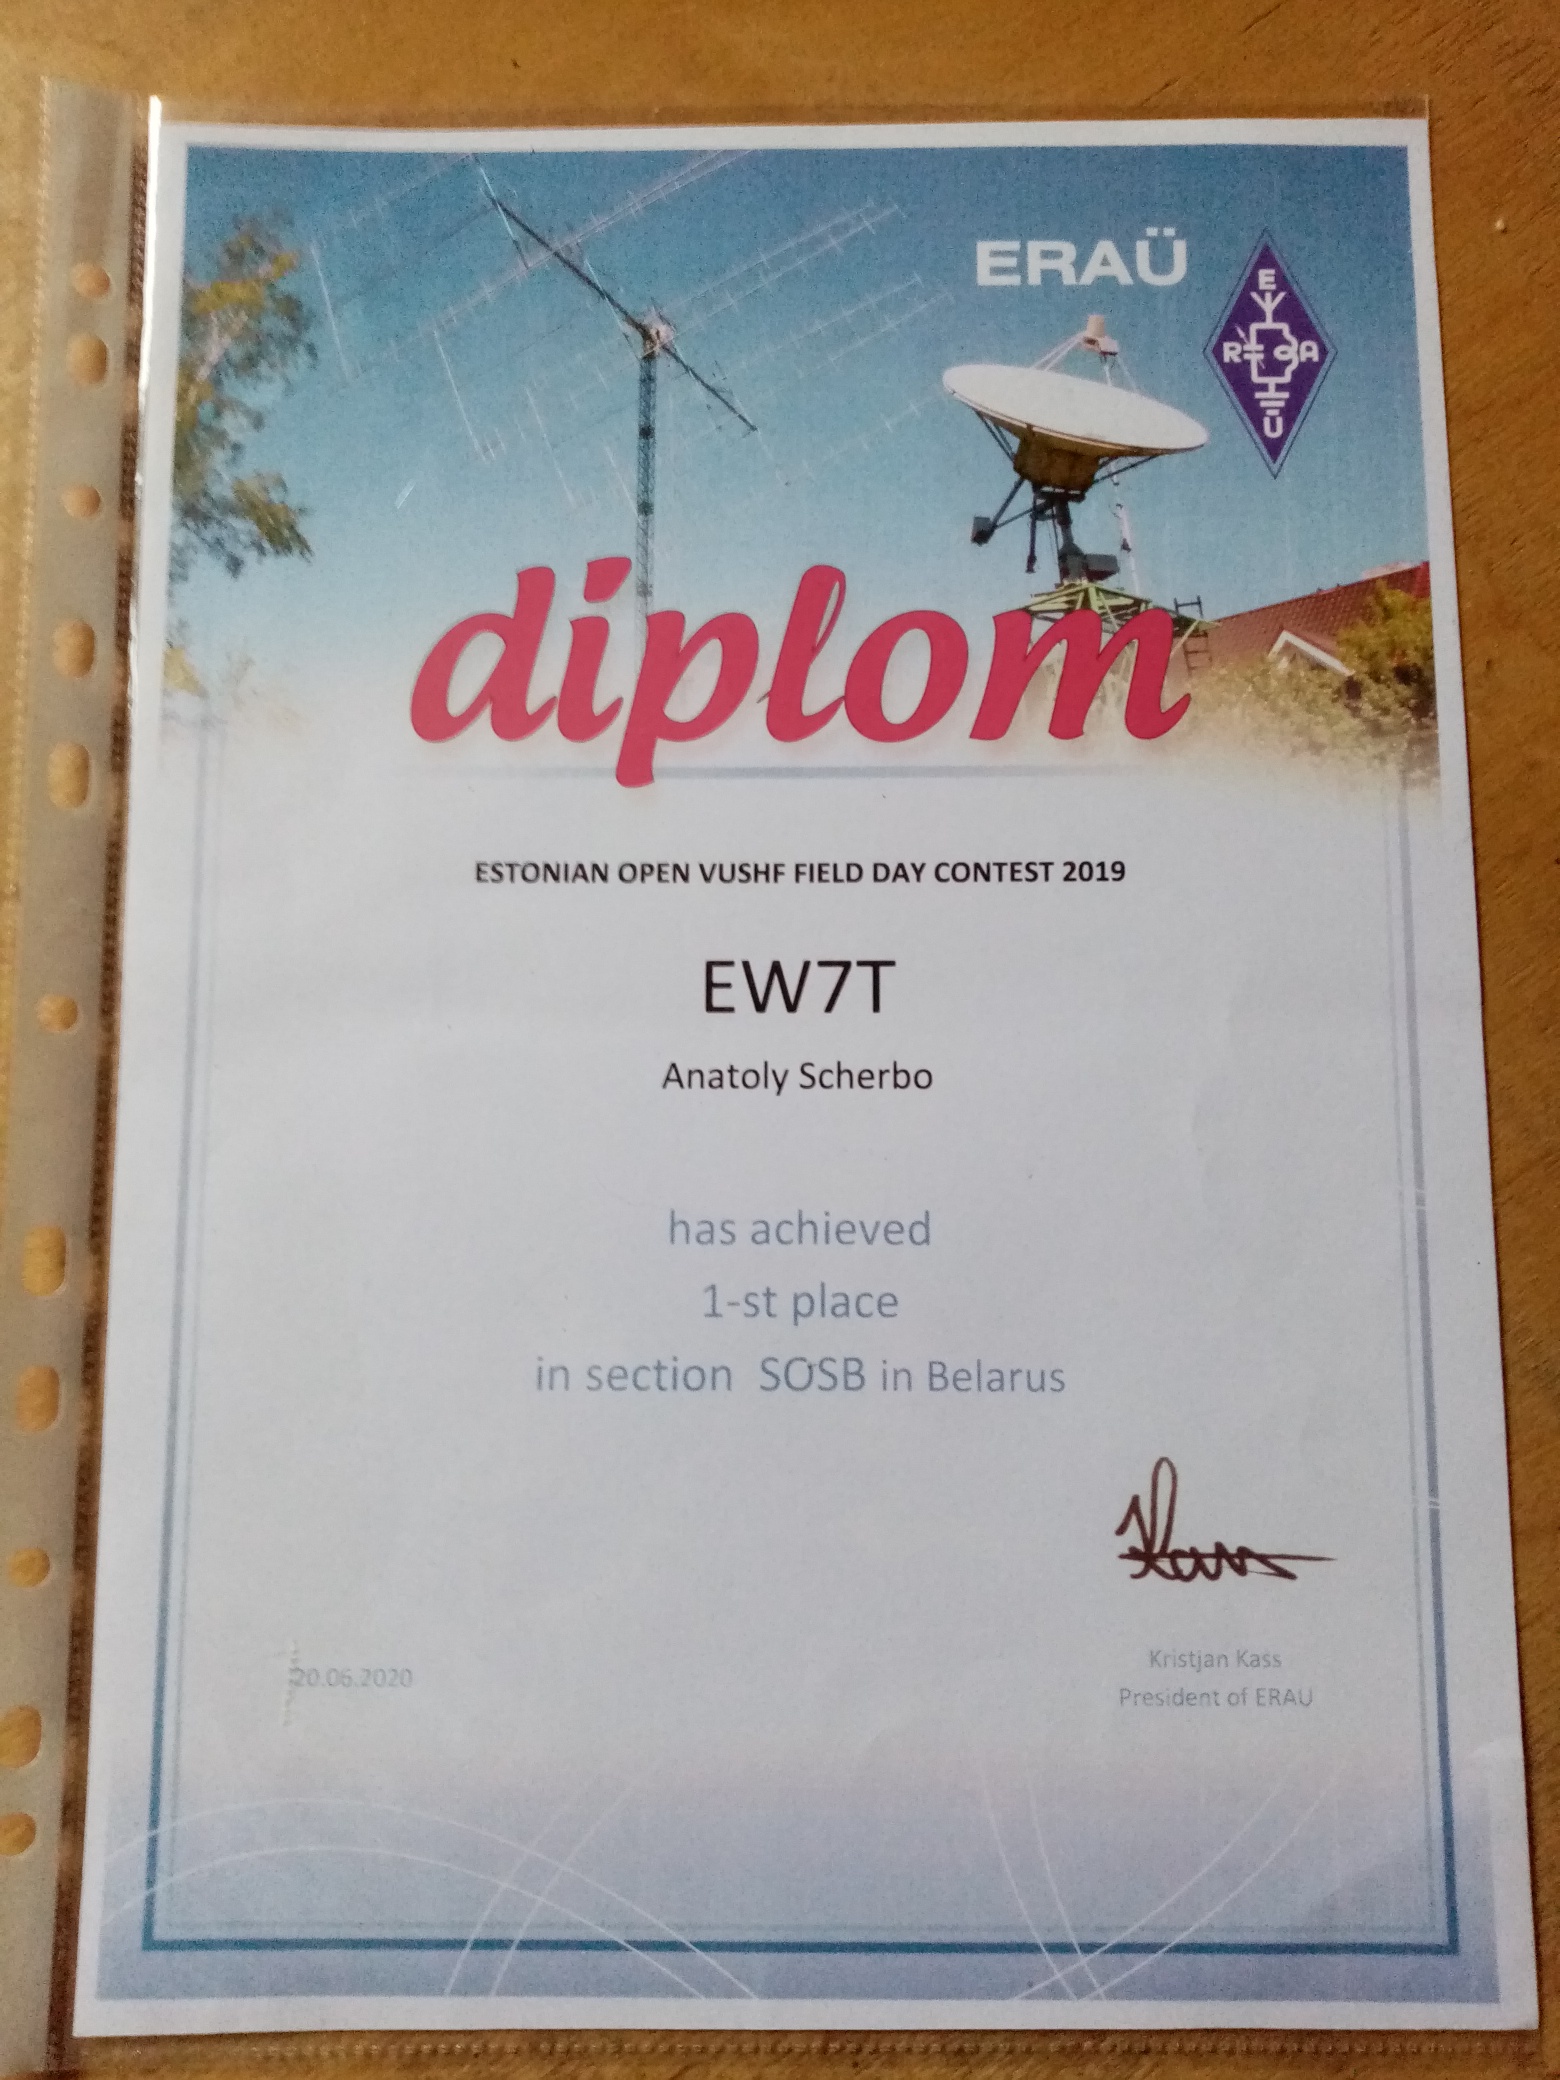 ERAÜ
E
R A
U
diplom
ESTONIAN OPEN VUSHF FIELD DAY CONTEST 2019
EW7T
Anatoly Scherbo
has achieved
1-st place
in section SOSB in Belarus
Kristjan Kass
20.06.2020
President of ERAU